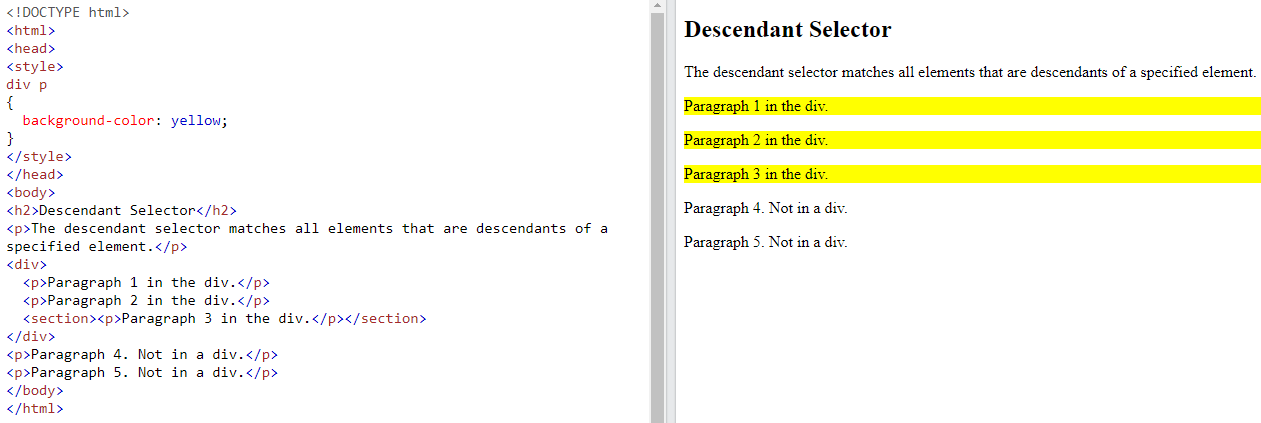 <!DOCTYPE html>
<html>
<head>
<style>
div p
{
  background-color: yellow;
}
</style>
</head>
<body>
<h2>Descendant Selector</h2>
<p>The descendant selector matches all elements that are descendants of a
specified element.</p>
<div>
  <p>Paragraph 1 in the div.</p>
  <p>Paragraph 2 in the div.</p>
  <section><p>Paragraph 3 in the div.</p></section>
</div>
<p>Paragraph 4. Not in a div.</p>
<p>Paragraph 5. Not in a div.</p>
</body>
</html>
Descendant Selector
The descendant selector matches all elements that are descendants of a specified element.
Paragraph 1 in the div.
Paragraph 2 in the div.
Paragraph 3 in the div.
Paragraph 4. Not in a div.
Paragraph 5. Not in a div.